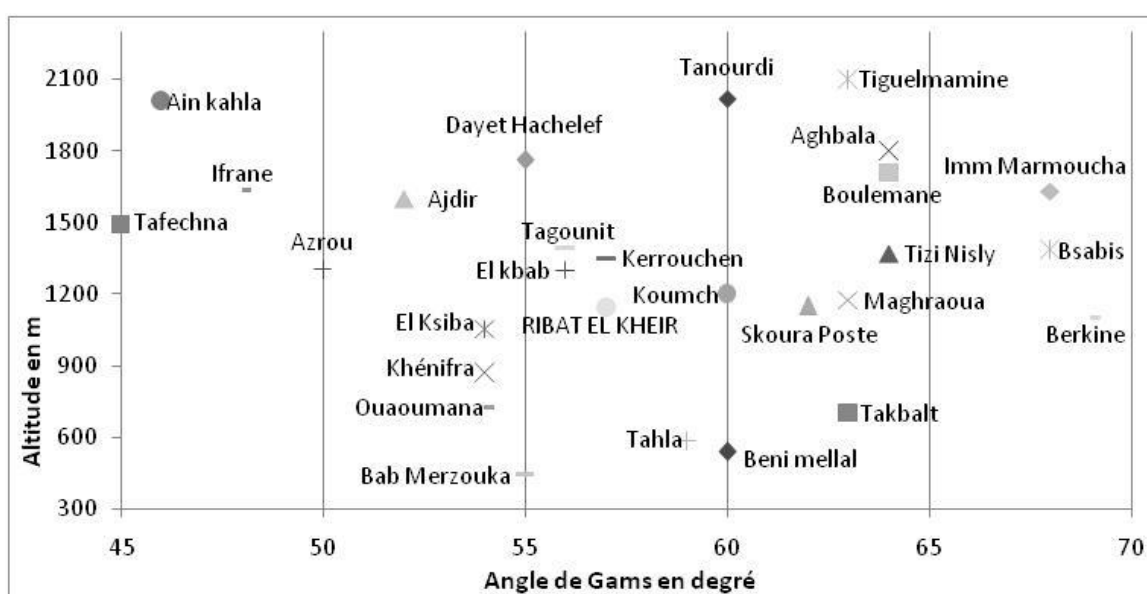 Altitude en m
2100
1800
1500
1200
900
600
300
Tanourdi
Tiguelmamine
Ain kahla
Dayet Hachelef
Aghbala
Imm Marmoucha
Ifrane
Boulemane
Ajdir
Tafechna
Tagounit
Azrou
Kerrouchen
Tizi Nisly
Bsabis
El kbab
Koumch
Maghraoua
El Ksiba
RIBAT EL KHEIR
Skoura Poste
Berkine
Khénifra
Ouaoumana
Takbalt
Tahla
Beni mellal
Bab Merzouka
45 50 55 60 65 70
Angle de Gams en degré